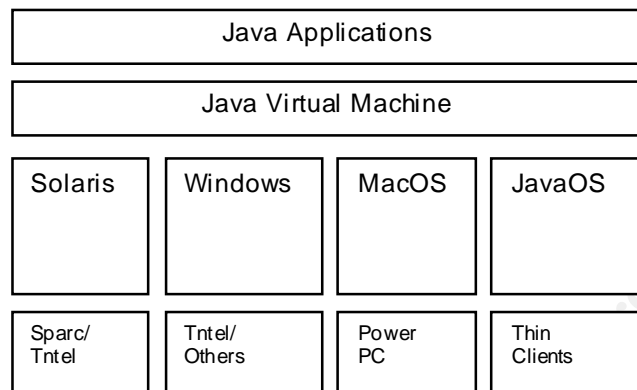 Java Applications
Java Virtual Machine
Solaris
Windows
MacOS
JavaOS
Sparc/
Tntel
Tntel/
Others
Power
PC
Thin
Clients